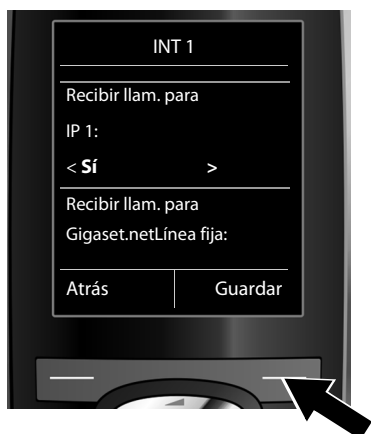 INT 1
Recibir llam. para
IP 1:
< Sí >
Recibir llam. para
Gigaset.netLínea fija:
Atrás Guardar